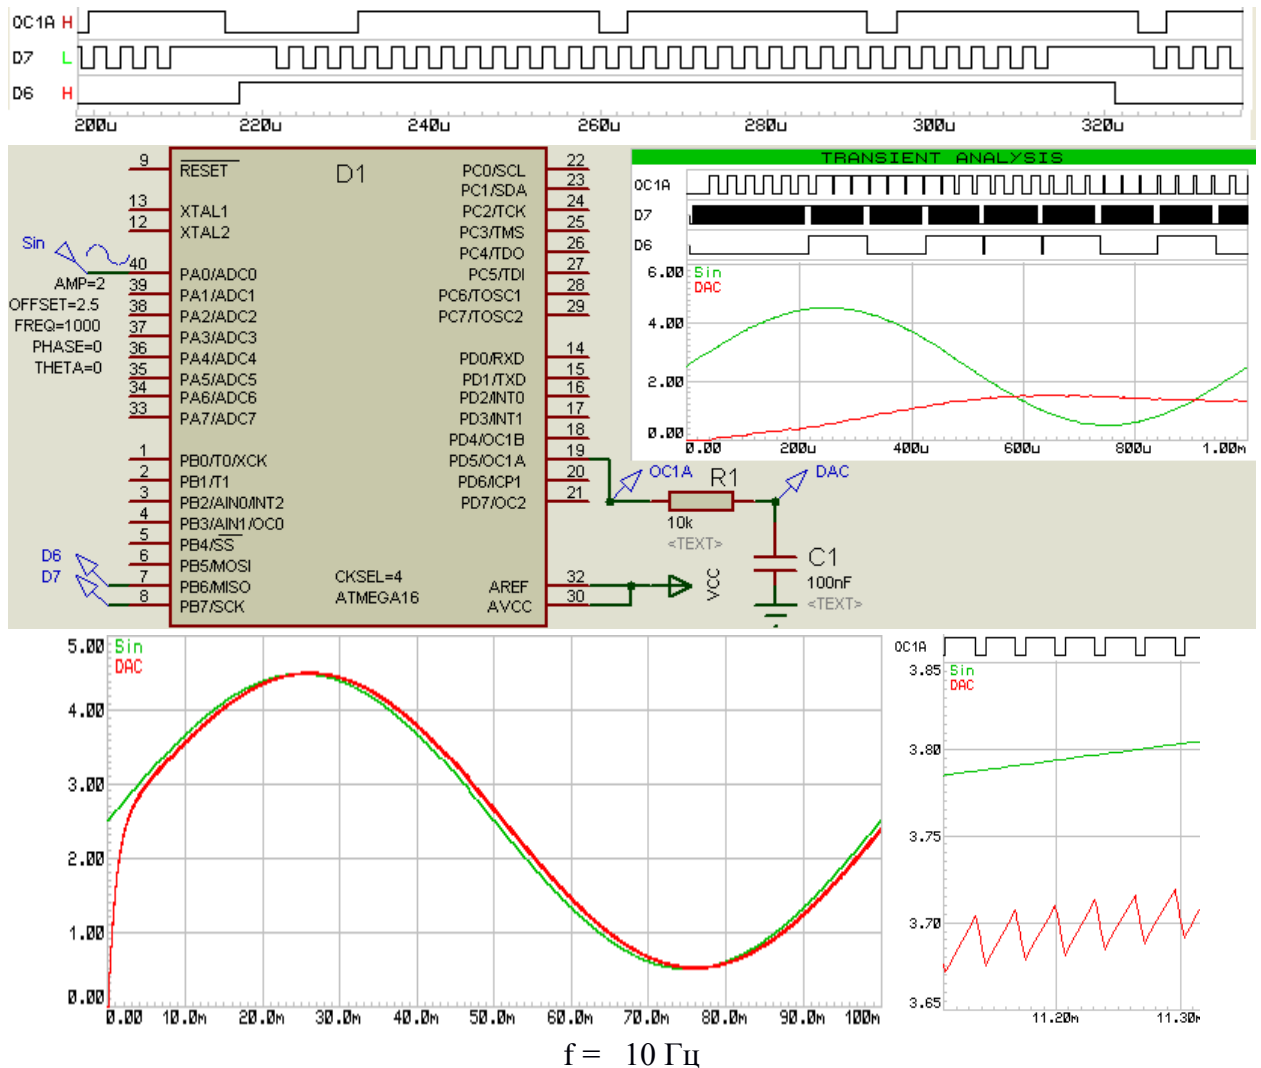 OC1A H
D7 L
D6 H
200u 220u 240u 260u 280u 300u 320u
D1
9 RESET
13 XTAL1
12 XTAL2
Sin
40 PA0/ADC0
39 PA1/ADC1
38 PA2/ADC2
37 PA3/ADC3
36 PA4/ADC4
35 PA5/ADC5
34 PA6/ADC6
33 PA7/ADC7
AMP=2
OFFSET=2.5
FREQ=1000
PHASE=0
THETA=0
1 PB0/T0/XCK
2 PB1/T1
3 PB2/AIN0/INT2
4 PB3/AIN1/OC0
5 PB4/SS
6 PB5/MOSI
7 PB6/MISO
8 PB7/SCK
D6
D7
PC0/SCL 22
PC1/SDA 23
PC2/TCK 24
PC3/TMS 25
PC4/TDO 26
PC5/TDI 27
PC6/TOSC1 28
PC7/TOSC2 29
PD0/RXD 14
PD1/TXD 15
PD2/INT0 16
PD3/INT1 17
PD4/OC1B 18
PD5/OC1A 19
PD6/ICP1 20
PD7/OC2 21
AREF 32
AVCC 30
CKSEL=4
ATMEGA16
VCC
OC1A
R1
10k
<TEXT>
DAC
C1
100nF
<TEXT>
TRANSIENT ANALYSIS
OC1A
D7
D6
6.00 Sin
DAC
4.00
2.00
0.00
0.00 200u 400u 600u 800u 1.00m
5.00 Sin
DAC
4.00
3.00
2.00
1.00
0.00
0.00 10.0m 20.0m 30.0m 40.0m 50.0m 60.0m 70.0m 80.0m 90.0m 100m
OC1A
3.85 Sin
DAC
3.80
3.75
3.70
3.65
11.20m 11.30m
f = 10 Гц